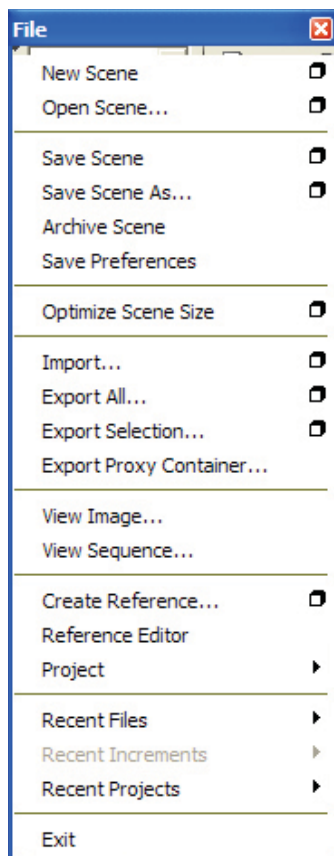 File
New Scene
Open Scene...
Save Scene
Save Scene As...
Archive Scene
Save Preferences
Optimize Scene Size
Import...
Export All...
Export Selection...
Export Proxy Container...
View Image...
View Sequence...
Create Reference...
Reference Editor
Project
Recent Files
Recent Increments
Recent Projects
Exit